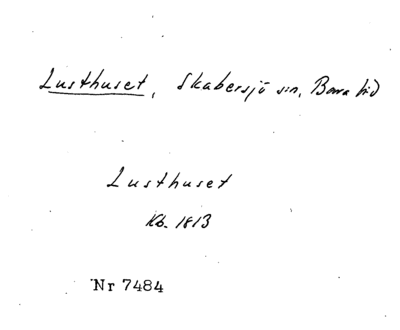 Lusthuset, Skabersjö sn, Bara hd
Lusthuset
Kb. 1813
Nr 7484